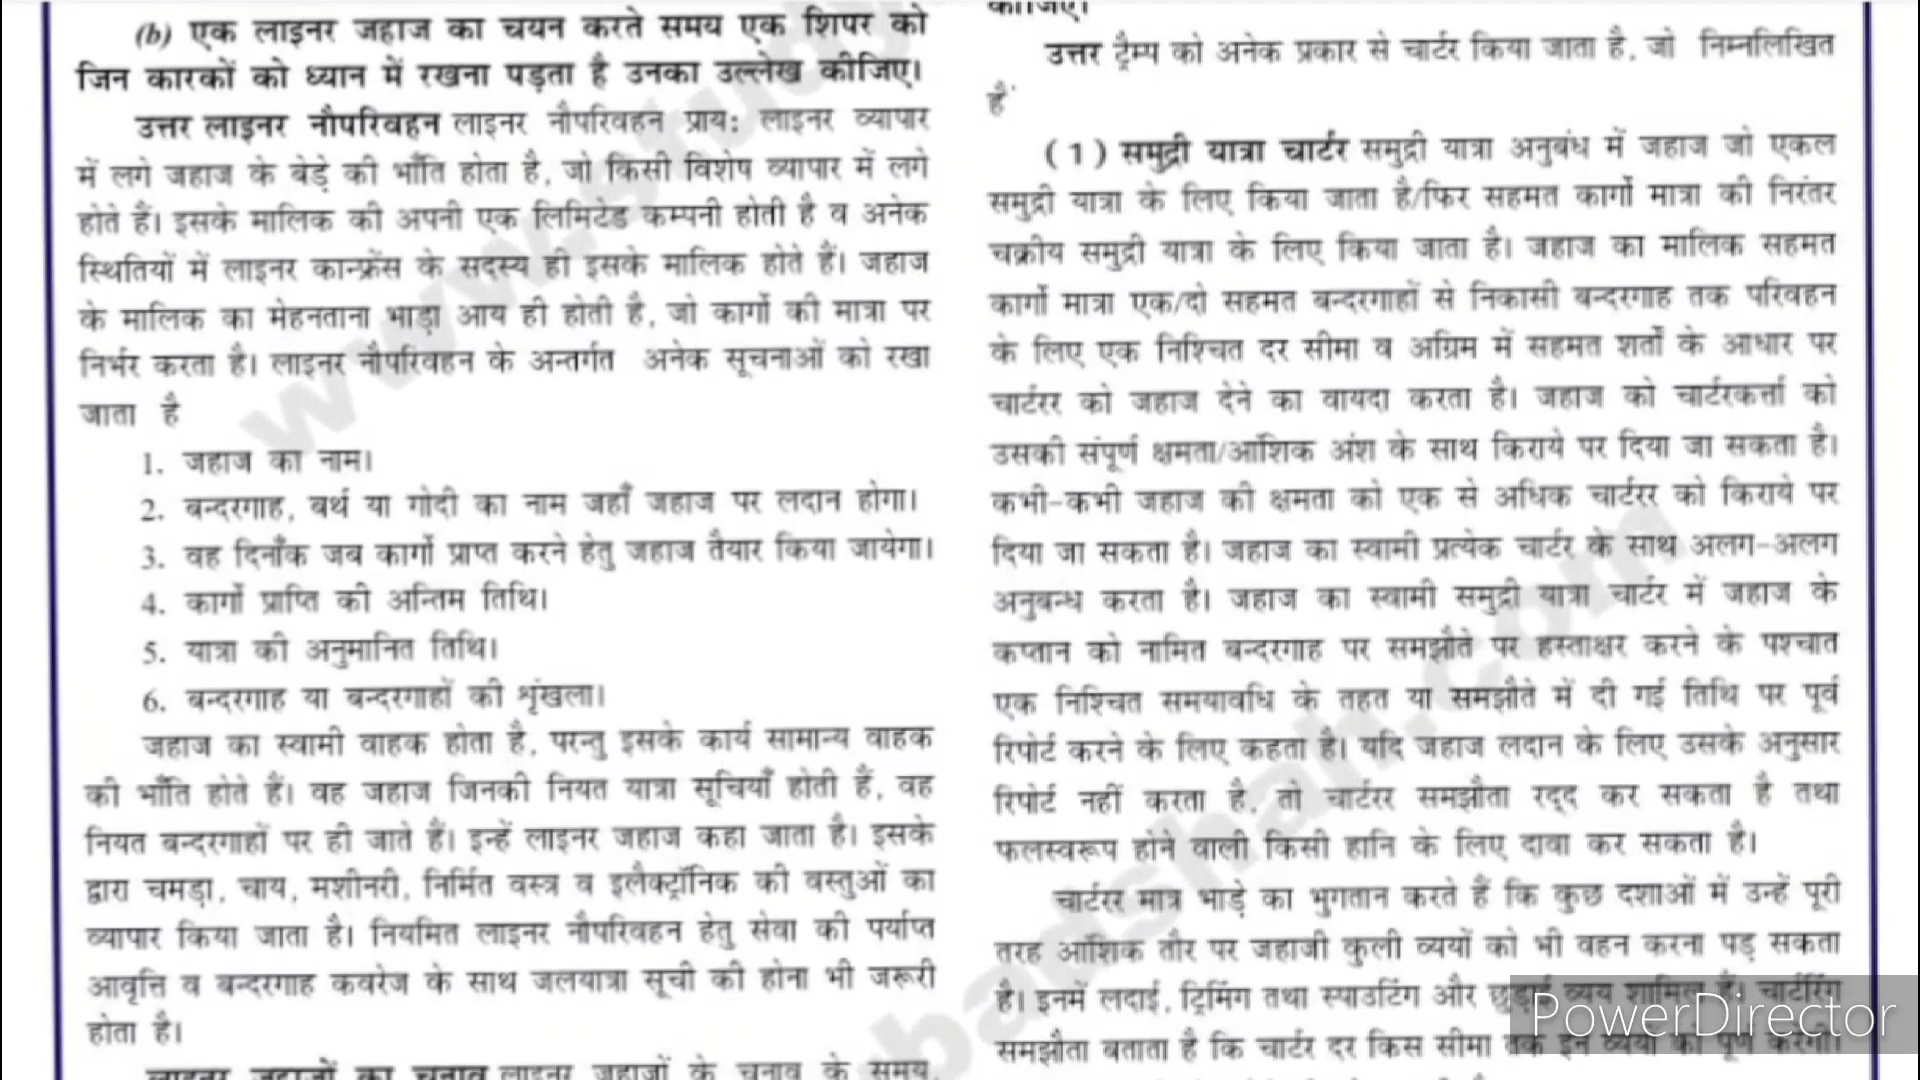 (b) एक लाइनर जहाज का चयन करते समय एक शिपर को
जिन कारकों को ध्यान में रखना पड़ता है उनका उल्लेख कीजिए।
उत्तर लाइनर नौपरिवहन लाइनर नौपरिवहन प्राय: लाइनर व्यापार
में लगे जहाज के बेड़े की भाँति होता है, जो किसी विशेष व्यापार में लगे
होते हैं। इसके मालिक की अपनी एक लिमिटेड कम्पनी होती है व अनेक
स्थितियों में लाइनर कान्फ्रेंस के सदस्य ही इसके मालिक होते हैं। जहाज
के मालिक का मेहनताना भाड़ा आय ही होती है, जो कार्गो की मात्रा पर
निर्भर करता है। लाइनर नौपरिवहन के अन्तर्गत अनेक सूचनाओं को रखा
जाता है
1. जहाज का नाम।
2. बन्दरगाह, बर्थ या गोदी का नाम जहाँ जहाज पर लदान होगा।
3. वह दिनाँक जब कार्गो प्राप्त करने हेतु जहाज तैयार किया जायेगा।
4. कार्गो प्राप्ति की अन्तिम तिथि।
5. यात्रा की अनुमानित तिथि।
6. बन्दरगाह या बन्दरगाहों की शृंखला।
जहाज का स्वामी वाहक होता है, परन्तु इसके कार्य सामान्य वाहक
की भाँति होते हैं। वह जहाज जिनकी नियत यात्रा सूचियाँ होती हैं, वह
नियत बन्दरगाहों पर ही जाते हैं। इन्हें लाइनर जहाज कहा जाता है। इसके
द्वारा चमड़ा, चाय, मशीनरी, निर्मित वस्त्र व इलैक्ट्रॉनिक की वस्तुओं का
व्यापार किया जाता है। नियमित लाइनर नौपरिवहन हेतु सेवा की पर्याप्त
आवृत्ति व बन्दरगाह कवरेज के साथ जलयात्रा सूची की होना भी जरूरी
होता है।
लाइनर जहाजों का चुनाव लाइनर जहाजों के चुनाव के समय,
कीजिए।
उत्तर ट्रैम्प को अनेक प्रकार से चार्टर किया जाता है, जो निम्नलिखित
हैं
(1) समुद्री यात्रा चार्टर समुद्री यात्रा अनुबंध में जहाज जो एकल
समुद्री यात्रा के लिए किया जाता है/फिर सहमत कार्गो मात्रा की निरंतर
चक्रीय समुद्री यात्रा के लिए किया जाता है। जहाज का मालिक सहमत
कार्गो मात्रा एक/दो सहमत बन्दरगाहों से निकासी बन्दरगाह तक परिवहन
के लिए एक निश्चित दर सीमा व अग्रिम में सहमत शर्तों के आधार पर
चार्टरर को जहाज देने का वायदा करता है। जहाज को चार्टरकर्त्ता को
उसकी संपूर्ण क्षमता/आंशिक अंश के साथ किराये पर दिया जा सकता है।
कभी-कभी जहाज की क्षमता को एक से अधिक चार्टरर को किराये पर
दिया जा सकता है। जहाज का स्वामी प्रत्येक चार्टर के साथ अलग-अलग
अनुबन्ध करता है। जहाज का स्वामी समुद्री यात्रा चार्टर में जहाज के
कप्तान को नामित बन्दरगाह पर समझौते पर हस्ताक्षर करने के पश्चात
एक निश्चित समयावधि के तहत या समझौते में दी गई तिथि पर पूर्व
रिपोर्ट करने के लिए कहता है। यदि जहाज लदान के लिए उसके अनुसार
रिपोर्ट नहीं करता है, तो चार्टरर समझौता रद्द कर सकता है तथा
फलस्वरूप होने वाली किसी हानि के लिए दावा कर सकता है।
चार्टरर मात्र भाड़े का भुगतान करते हैं कि कुछ दशाओं में उन्हें पूरी
तरह आंशिक तौर पर जहाजी कुली व्ययों को भी वहन करना पड़ सकता
है। इनमें लदाई, ट्रिमिंग तथा स्पाउटिंग और छुड़ाई व्यय शामिल हैं। चार्टरिंग
समझौता बताता है कि चार्टर दर किस सीमा तक इन व्ययों को पूर्ण करेगी।
PowerDirector